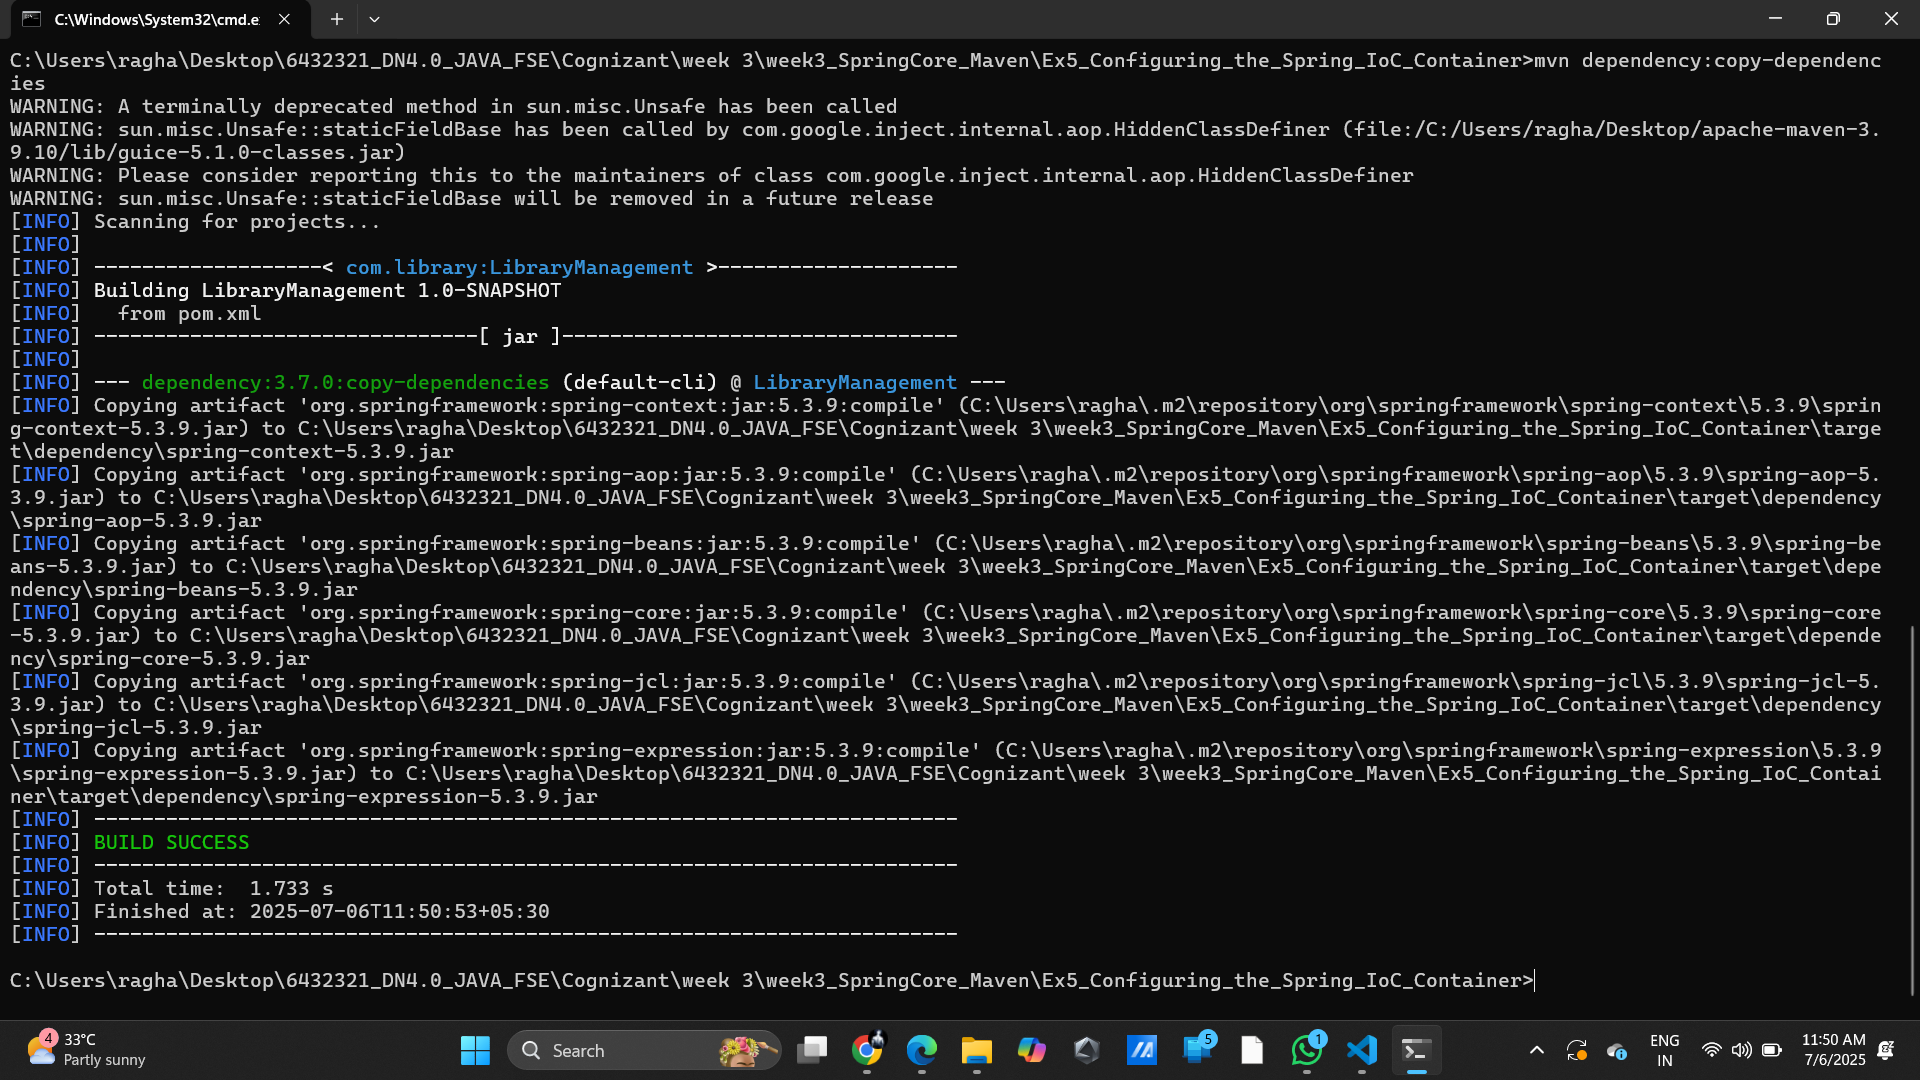 C:\Windows\System32\cmd.e
C:\Users\ragha\Desktop\6432321_DN4.0_JAVA_FSE\Cognizant\week 3\week3_SpringCore_Maven\Ex5_Configuring_the_Spring_IoC_Container>mvn dependency:copy-dependenc
ies
WARNING: A terminally deprecated method in sun.misc.Unsafe has been called
WARNING: sun.misc.Unsafe::staticFieldBase has been called by com.google.inject.internal.aop.HiddenClassDefiner (file:/C:/Users/ragha/Desktop/apache-maven-3.
9.10/lib/guice-5.1.0-classes.jar)
WARNING: Please consider reporting this to the maintainers of class com.google.inject.internal.aop.HiddenClassDefiner
WARNING: sun.misc.Unsafe::staticFieldBase will be removed in a future release
[INFO] Scanning for projects...
[INFO]
[INFO] -------------------< com.library:LibraryManagement >--------------------
[INFO] Building LibraryManagement 1.0-SNAPSHOT
[INFO]   from pom.xml
[INFO] --------------------------------[ jar ]---------------------------------
[INFO]
[INFO] --- dependency:3.7.0:copy-dependencies (default-cli) @ LibraryManagement ---
[INFO] Copying artifact 'org.springframework:spring-context:jar:5.3.9:compile' (C:\Users\ragha\.m2\repository\org\springframework\spring-context\5.3.9\sprin
g-context-5.3.9.jar) to C:\Users\ragha\Desktop\6432321_DN4.0_JAVA_FSE\Cognizant\week 3\week3_SpringCore_Maven\Ex5_Configuring_the_Spring_IoC_Container\targe
t\dependency\spring-context-5.3.9.jar
[INFO] Copying artifact 'org.springframework:spring-aop:jar:5.3.9:compile' (C:\Users\ragha\.m2\repository\org\springframework\spring-aop\5.3.9\spring-aop-5.
3.9.jar) to C:\Users\ragha\Desktop\6432321_DN4.0_JAVA_FSE\Cognizant\week 3\week3_SpringCore_Maven\Ex5_Configuring_the_Spring_IoC_Container\target\dependency
\spring-aop-5.3.9.jar
[INFO] Copying artifact 'org.springframework:spring-beans:jar:5.3.9:compile' (C:\Users\ragha\.m2\repository\org\springframework\spring-beans\5.3.9\spring-be
ans-5.3.9.jar) to C:\Users\ragha\Desktop\6432321_DN4.0_JAVA_FSE\Cognizant\week 3\week3_SpringCore_Maven\Ex5_Configuring_the_Spring_IoC_Container\target\depe
ndency\spring-beans-5.3.9.jar
[INFO] Copying artifact 'org.springframework:spring-core:jar:5.3.9:compile' (C:\Users\ragha\.m2\repository\org\springframework\spring-core\5.3.9\spring-core
-5.3.9.jar) to C:\Users\ragha\Desktop\6432321_DN4.0_JAVA_FSE\Cognizant\week 3\week3_SpringCore_Maven\Ex5_Configuring_the_Spring_IoC_Container\target\depende
ncy\spring-core-5.3.9.jar
[INFO] Copying artifact 'org.springframework:spring-jcl:jar:5.3.9:compile' (C:\Users\ragha\.m2\repository\org\springframework\spring-jcl\5.3.9\spring-jcl-5.
3.9.jar) to C:\Users\ragha\Desktop\6432321_DN4.0_JAVA_FSE\Cognizant\week 3\week3_SpringCore_Maven\Ex5_Configuring_the_Spring_IoC_Container\target\dependency
\spring-jcl-5.3.9.jar
[INFO] Copying artifact 'org.springframework:spring-expression:jar:5.3.9:compile' (C:\Users\ragha\.m2\repository\org\springframework\spring-expression\5.3.9
\spring-expression-5.3.9.jar) to C:\Users\ragha\Desktop\6432321_DN4.0_JAVA_FSE\Cognizant\week 3\week3_SpringCore_Maven\Ex5_Configuring_the_Spring_IoC_Contai
ner\target\dependency\spring-expression-5.3.9.jar
[INFO] ------------------------------------------------------------------------
[INFO] BUILD SUCCESS
[INFO] ------------------------------------------------------------------------
[INFO] Total time:  1.733 s
[INFO] Finished at: 2025-07-06T11:50:53+05:30
[INFO] ------------------------------------------------------------------------
C:\Users\ragha\Desktop\6432321_DN4.0_JAVA_FSE\Cognizant\week 3\week3_SpringCore_Maven\Ex5_Configuring_the_Spring_IoC_Container>
4
33°C
Partly sunny
Search
5
1
ENG
IN
11:50 AM
7/6/2025